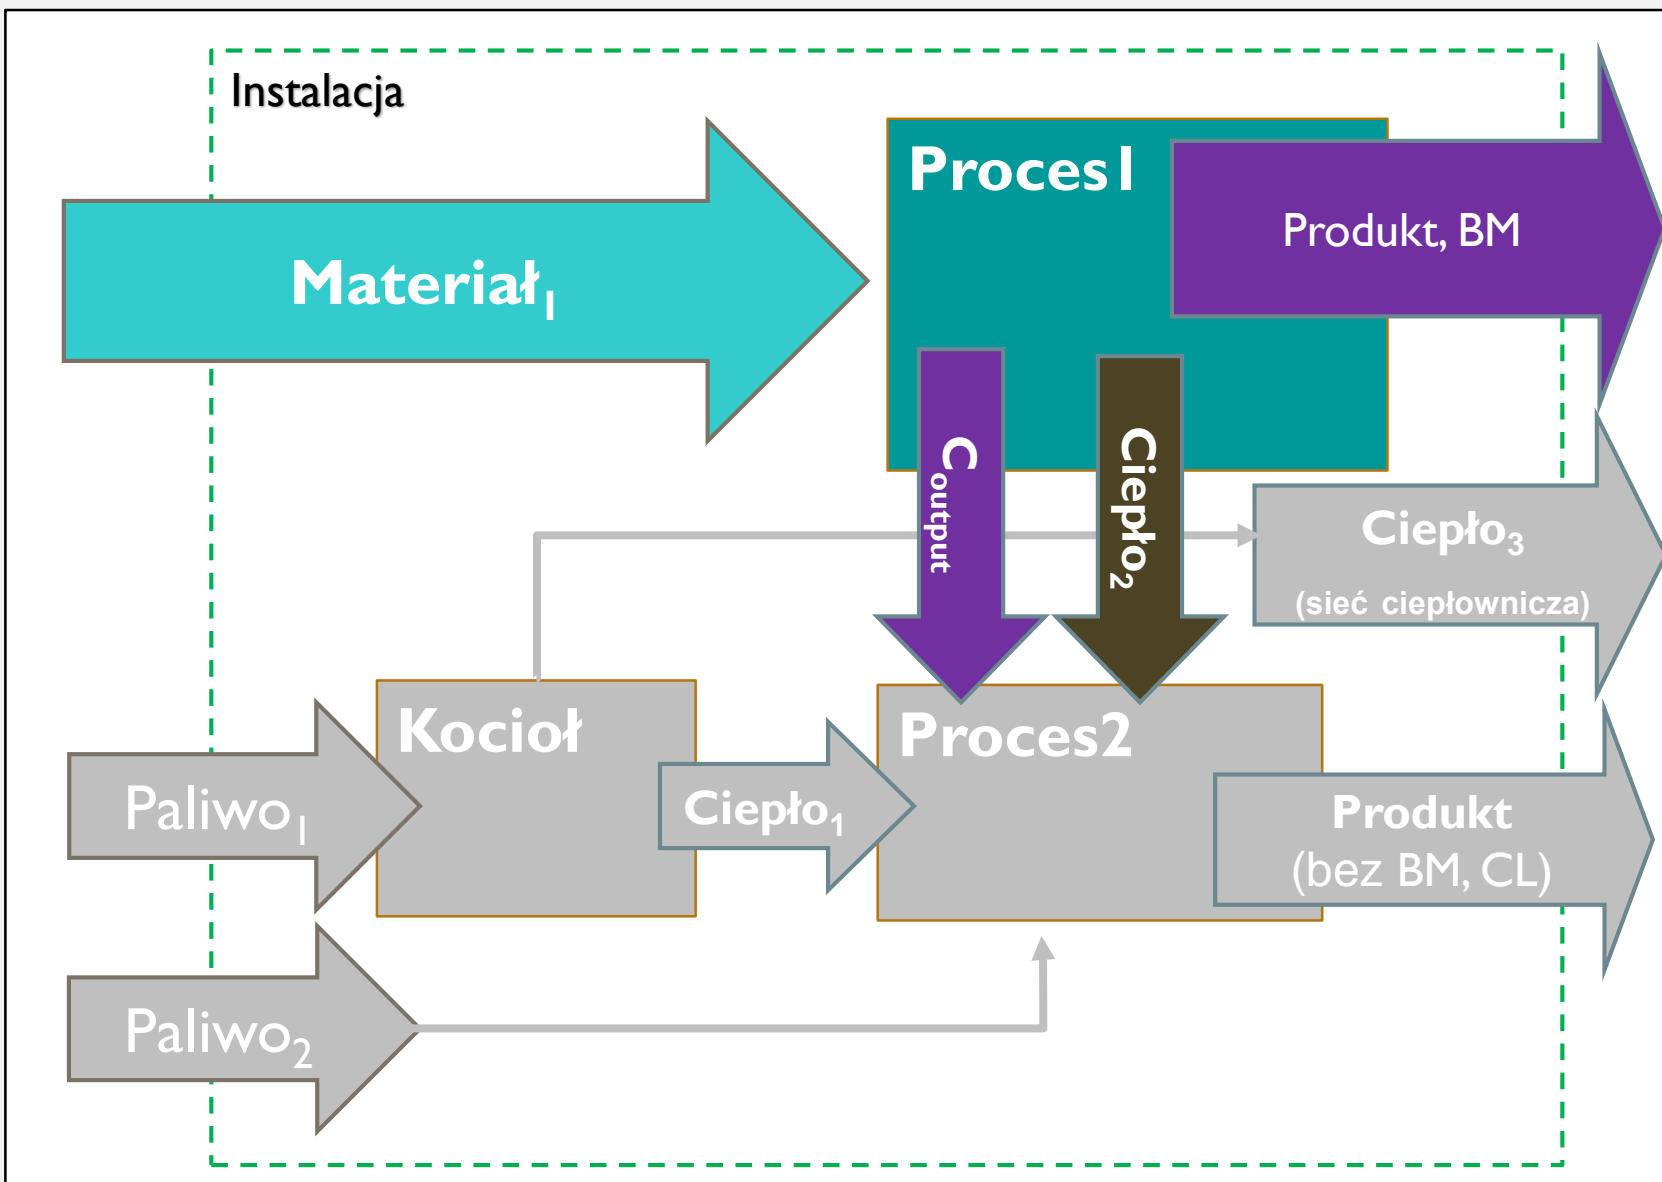 Instalacja
Proces1
Produkt, BM
Materiał1
Coutput
Ciepło2
Ciepło3
(sieć ciepłownicza)
Kocioł
Proces2
Paliwo1
Ciepło1
Produkt
(bez BM, CL)
Paliwo2